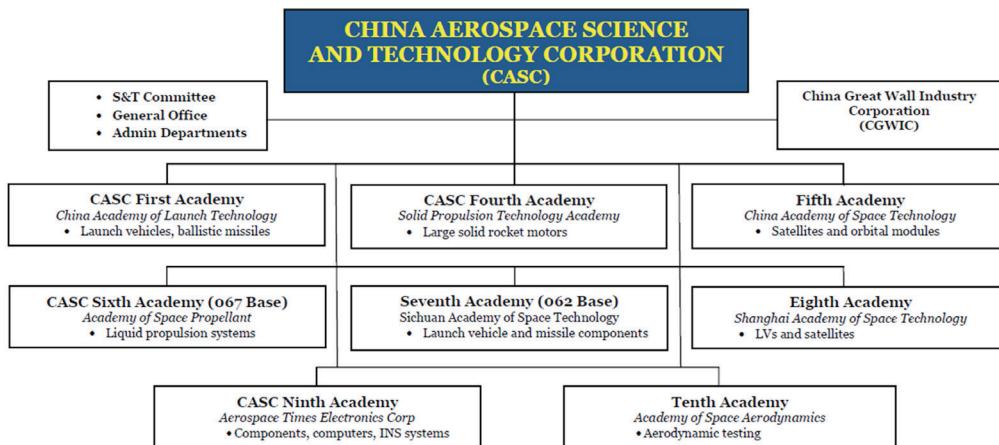 CHINA AEROSPACE SCIENCE
AND TECHNOLOGY CORPORATION
(CASC)
• S&T Committee
• General Office
• Admin Departments
China Great Wall Industry
Corporation
(CGWIC)
CASC First Academy
China Academy of Launch Technology
• Launch vehicles, ballistic missiles
CASC Fourth Academy
Solid Propulsion Technology Academy
• Large solid rocket motors
Fifth Academy
China Academy of Space Technology
• Satellites and orbital modules
CASC Sixth Academy (067 Base)
Academy of Space Propellant
• Liquid propulsion systems
Seventh Academy (062 Base)
Sichuan Academy of Space Technology
• Launch vehicle and missile components
Eighth Academy
Shanghai Academy of Space Technology
• LVs and satellites
CASC Ninth Academy
Aerospace Times Electronics Corp
• Components, computers, INS systems
Tenth Academy
Academy of Space Aerodynamics
• Aerodynamic testing